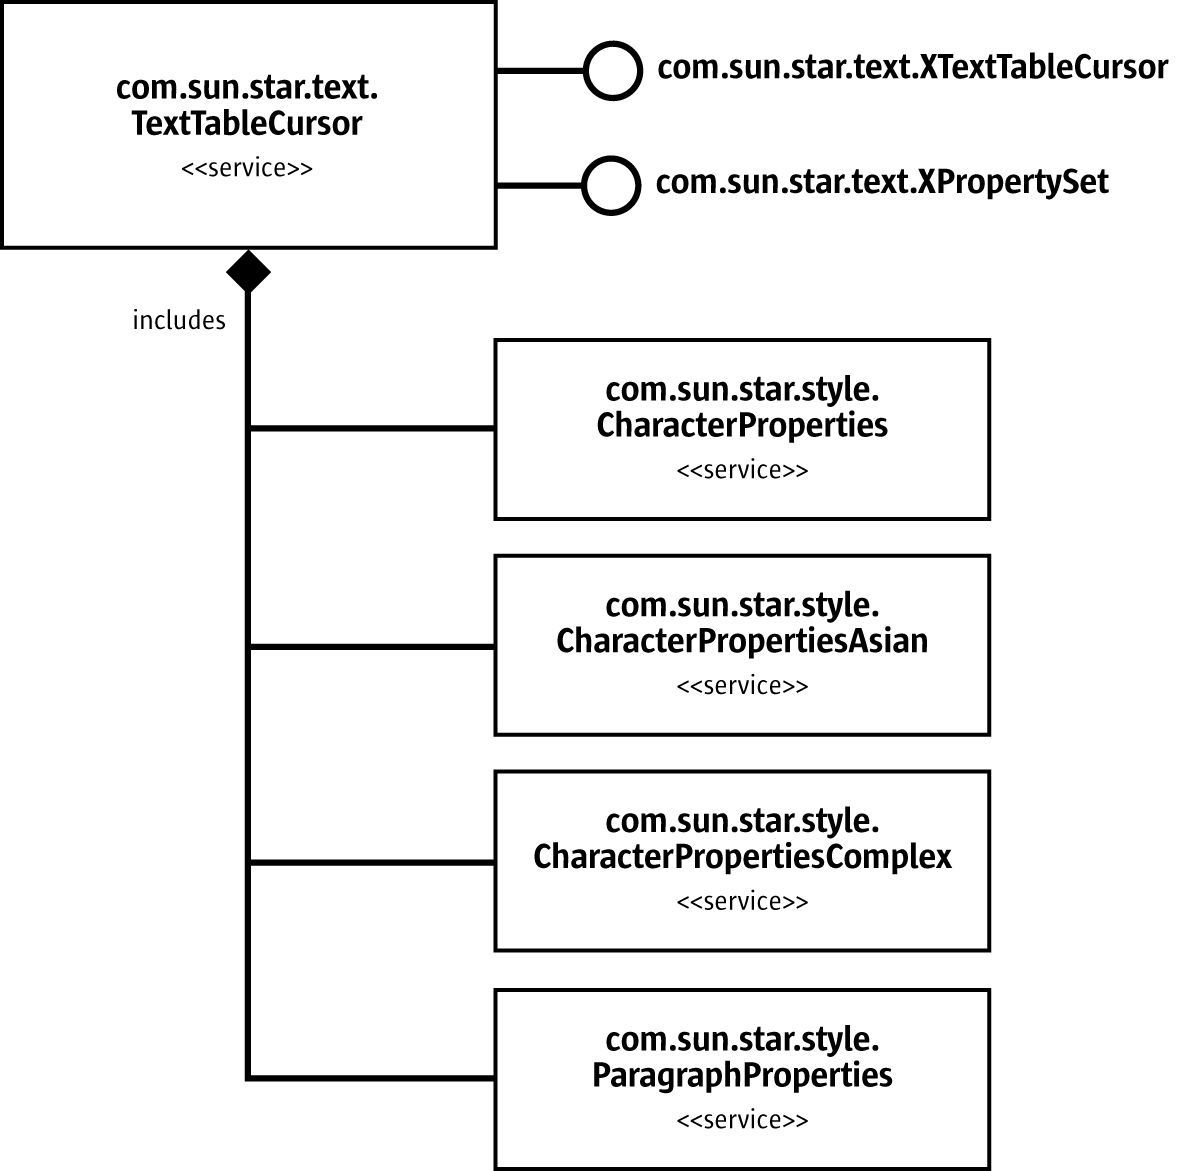 com.sun.star.text.
TextTableCursor
<<service>>
com.sun.star.text.XTextTableCursor
com.sun.star.text.XPropertySet
includes
com.sun.star.style.
CharacterProperties
<<service>>
com.sun.star.style.
CharacterPropertiesAsian
<<service>>
com.sun.star.style.
CharacterPropertiesComplex
<<service>>
com.sun.star.style.
ParagraphProperties
<<service>>